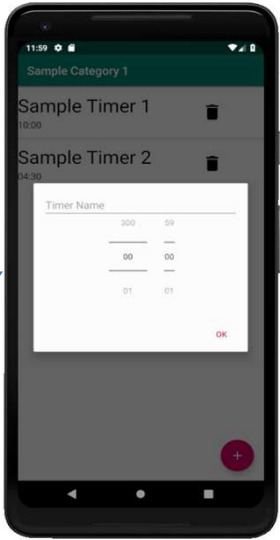 11:59
Sample Category 1
Sample Timer 1
10:00
Sample Timer 2
04:30
Timer Name
300 59
00 00
01 01
OK
+